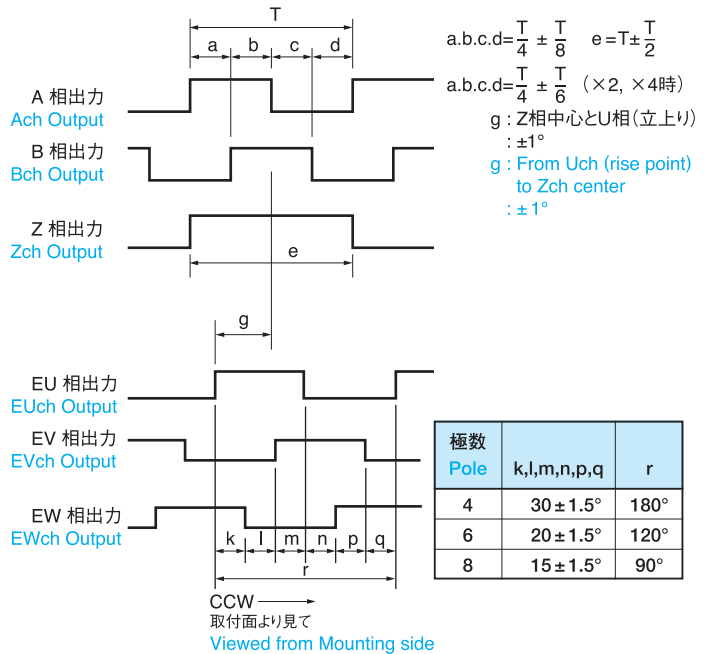 T
a b c d
A 相出力
Ach Output
B 相出力
Bch Output
Z 相出力
Zch Output
e
g
EU 相出力
EUch Output
EV 相出力
EVch Output
EW 相出力
EWch Output
k l m n p q
r
CCW
取付面より見て
Viewed from Mounting side
a.b.c.d=T/4 ± T/8 e=T±T/2
a.b.c.d=T/4 ± T/6 (×2, ×4時)
g : Z相中心とU相(立上り)
: ±1°
g : From Uch (rise point)
to Zch center
: ± 1°
極数
Pole k,l,m,n,p,q r
4 30±1.5° 180°
6 20±1.5° 120°
8 15±1.5° 90°